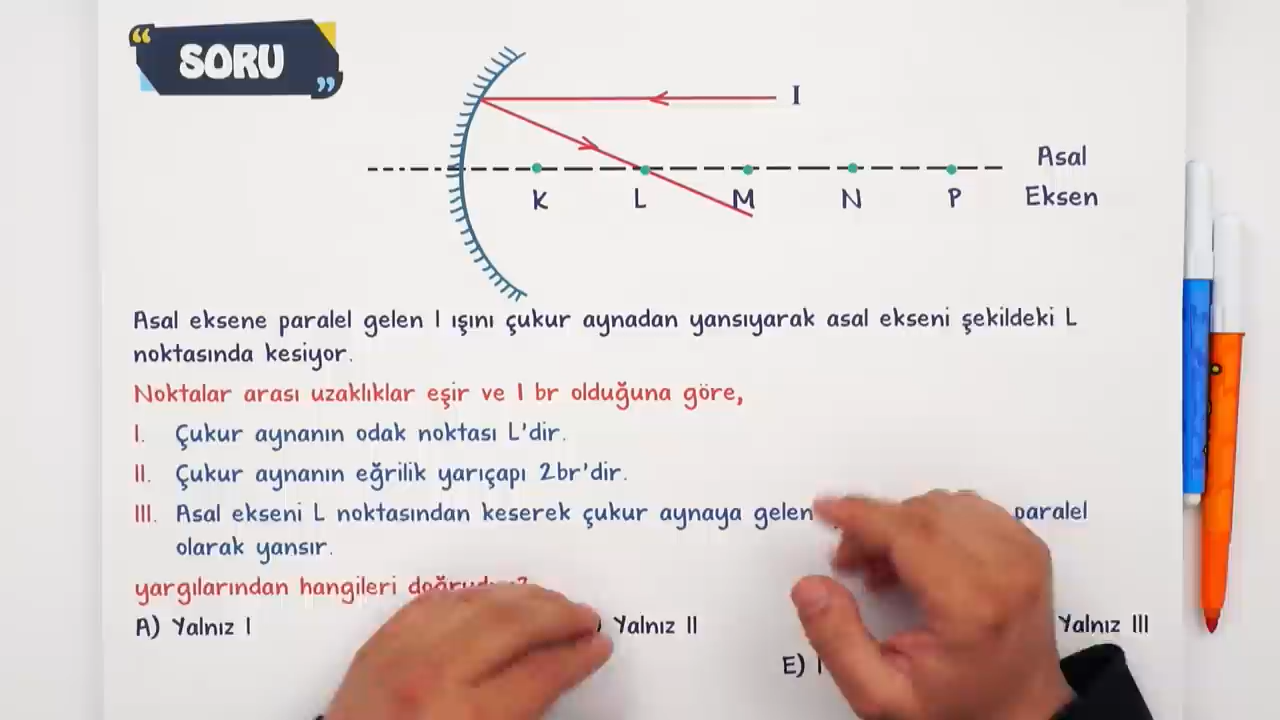 “ SORU ”
I
Asal
Eksen
K L M N P
Asal eksene paralel gelen I ışını çukur aynadan yansıyarak asal ekseni şekildeki L
noktasında kesiyor.
Noktalar arası uzaklıklar eşir ve 1 br olduğuna göre,
I. Çukur aynanın odak noktası L'dir.
II. Çukur aynanın eğrilik yarıçapı 2br'dir.
III. Asal ekseni L noktasından keserek çukur aynaya gelen paralel
olarak yansır.
yargılarından hangileri
A) Yalnız I Yalnız II Yalnız III
E)